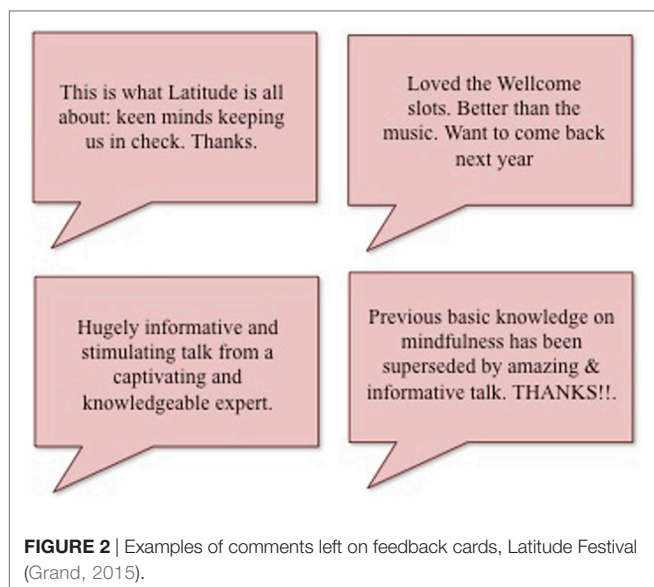 This is what Latitude is all
about: keen minds keeping
us in check. Thanks.
Loved the Wellcome
slots. Better than the
music. Want to come back
next year
Hugely informative and
stimulating talk from a
captivating and
knowledgeable expert.
Previous basic knowledge on
mindfulness has been
superseded by amazing &
informative talk. THANKS!!.
FIGURE 2 | Examples of comments left on feedback cards, Latitude Festival
(Grand, 2015).